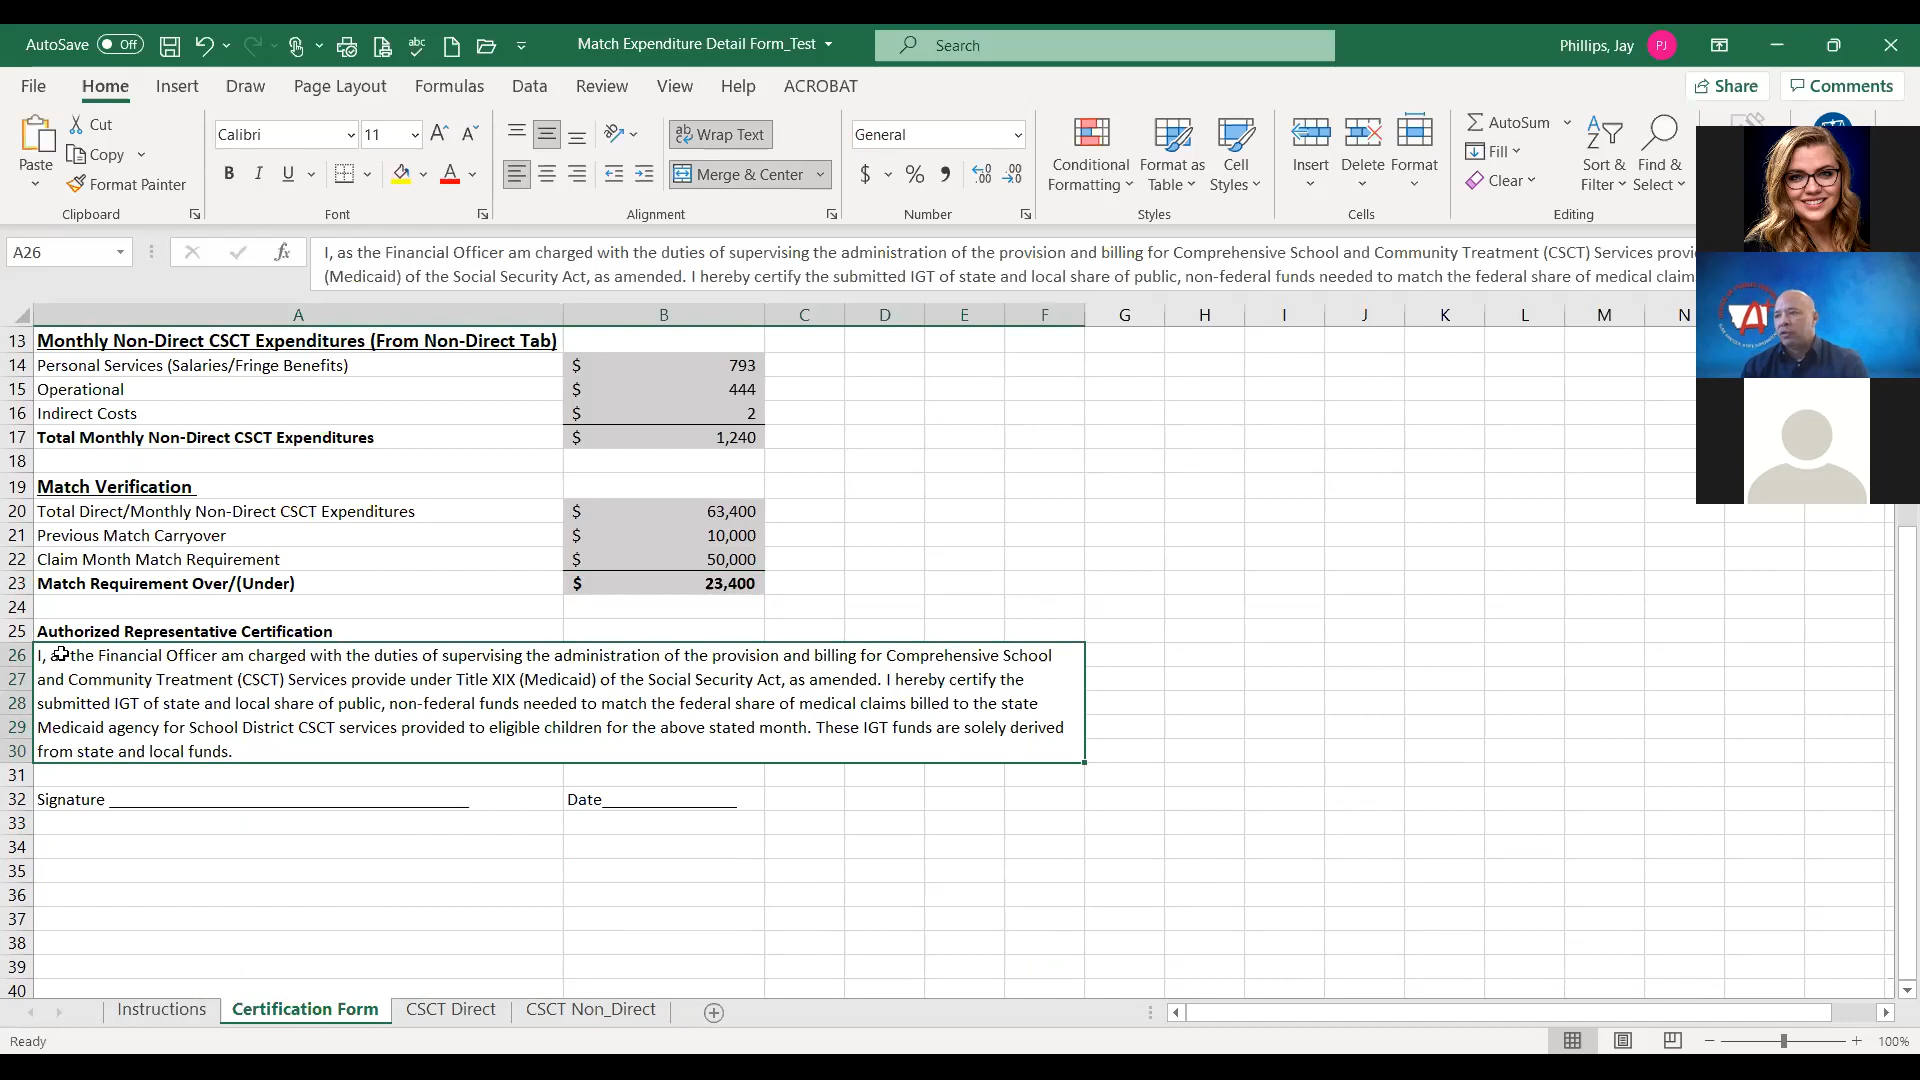 AutoSave Off
Match Expenditure Detail Form_Test
Search
Phillips, Jay PJ
File Home Insert Draw Page Layout Formulas Data Review View Help ACROBAT
Share Comments
Paste
Cut
Copy
Format Painter
Clipboard
Calibri 11
B I U
Font
Wrap Text
Merge & Center
Alignment
General
$ % ,
Number
Conditional Formatting
Format as Table
Cell Styles
Styles
Insert Delete Format
Cells
AutoSum
Fill
Clear
Sort & Filter
Find & Select
Editing
A26
fx
I, as the Financial Officer am charged with the duties of supervising the administration of the provision and billing for Comprehensive School and Community Treatment (CSCT) Services
(Medicaid) of the Social Security Act, as amended. I hereby certify the submitted IGT of state and local share of public, non-federal funds needed to match the federal share of medical claims
A B C D E F G H I J K L M N
13 Monthly Non-Direct CSCT Expenditures (From Non-Direct Tab)
14 Personal Services (Salaries/Fringe Benefits) $ 793
15 Operational $ 444
16 Indirect Costs $ 2
17 Total Monthly Non-Direct CSCT Expenditures $ 1,240
18
19 Match Verification
20 Total Direct/Monthly Non-Direct CSCT Expenditures $ 63,400
21 Previous Match Carryover $ 10,000
22 Claim Month Match Requirement $ 50,000
23 Match Requirement Over/(Under) $ 23,400
24
25 Authorized Representative Certification
26 I, as the Financial Officer am charged with the duties of supervising the administration of the provision and billing for Comprehensive School
27 and Community Treatment (CSCT) Services provide under Title XIX (Medicaid) of the Social Security Act, as amended. I hereby certify the
28 submitted IGT of state and local share of public, non-federal funds needed to match the federal share of medical claims billed to the state
29 Medicaid agency for School District CSCT services provided to eligible children for the above stated month. These IGT funds are solely derived
30 from state and local funds.
31
32 Signature Date
33
34
35
36
37
38
39
40
Instructions Certification Form CSCT Direct CSCT Non_Direct
Ready
100%